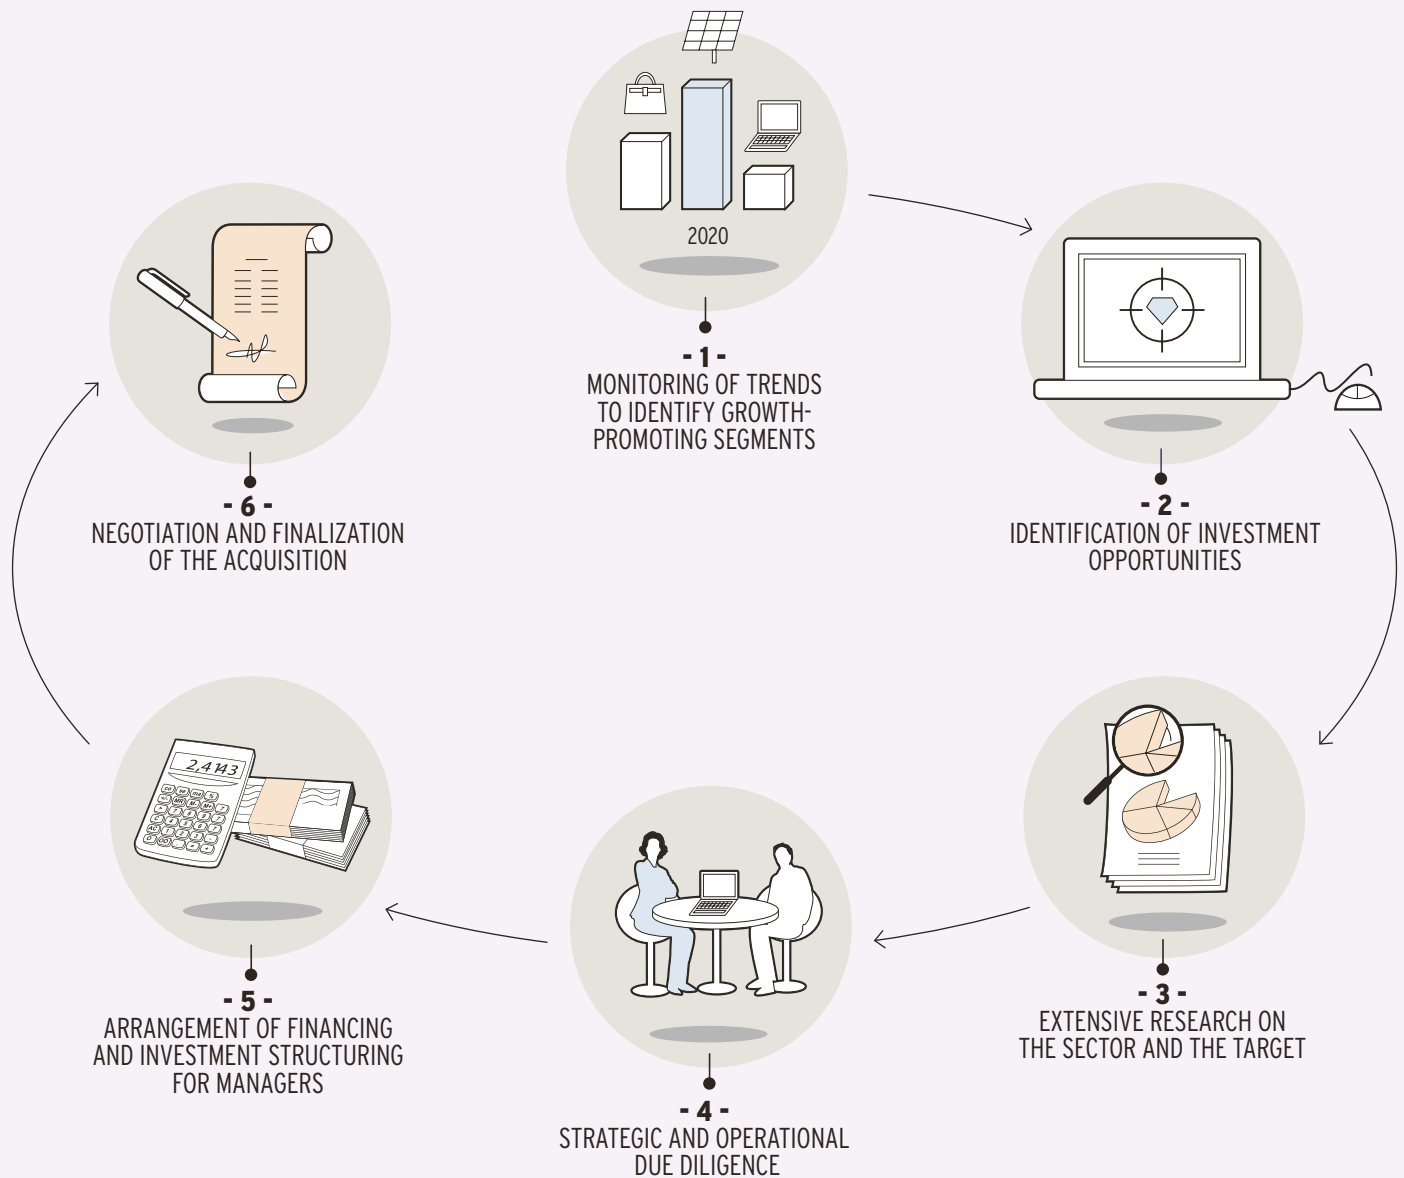 2020
- 1 -
MONITORING OF TRENDS
TO IDENTIFY GROWTH-
PROMOTING SEGMENTS
- 2 -
IDENTIFICATION OF INVESTMENT
OPPORTUNITIES
- 3 -
EXTENSIVE RESEARCH ON
THE SECTOR AND THE TARGET
- 4 -
STRATEGIC AND OPERATIONAL
DUE DILIGENCE
2,4143
- 5 -
ARRANGEMENT OF FINANCING
AND INVESTMENT STRUCTURING
FOR MANAGERS
- 6 -
NEGOTIATION AND FINALIZATION
OF THE ACQUISITION